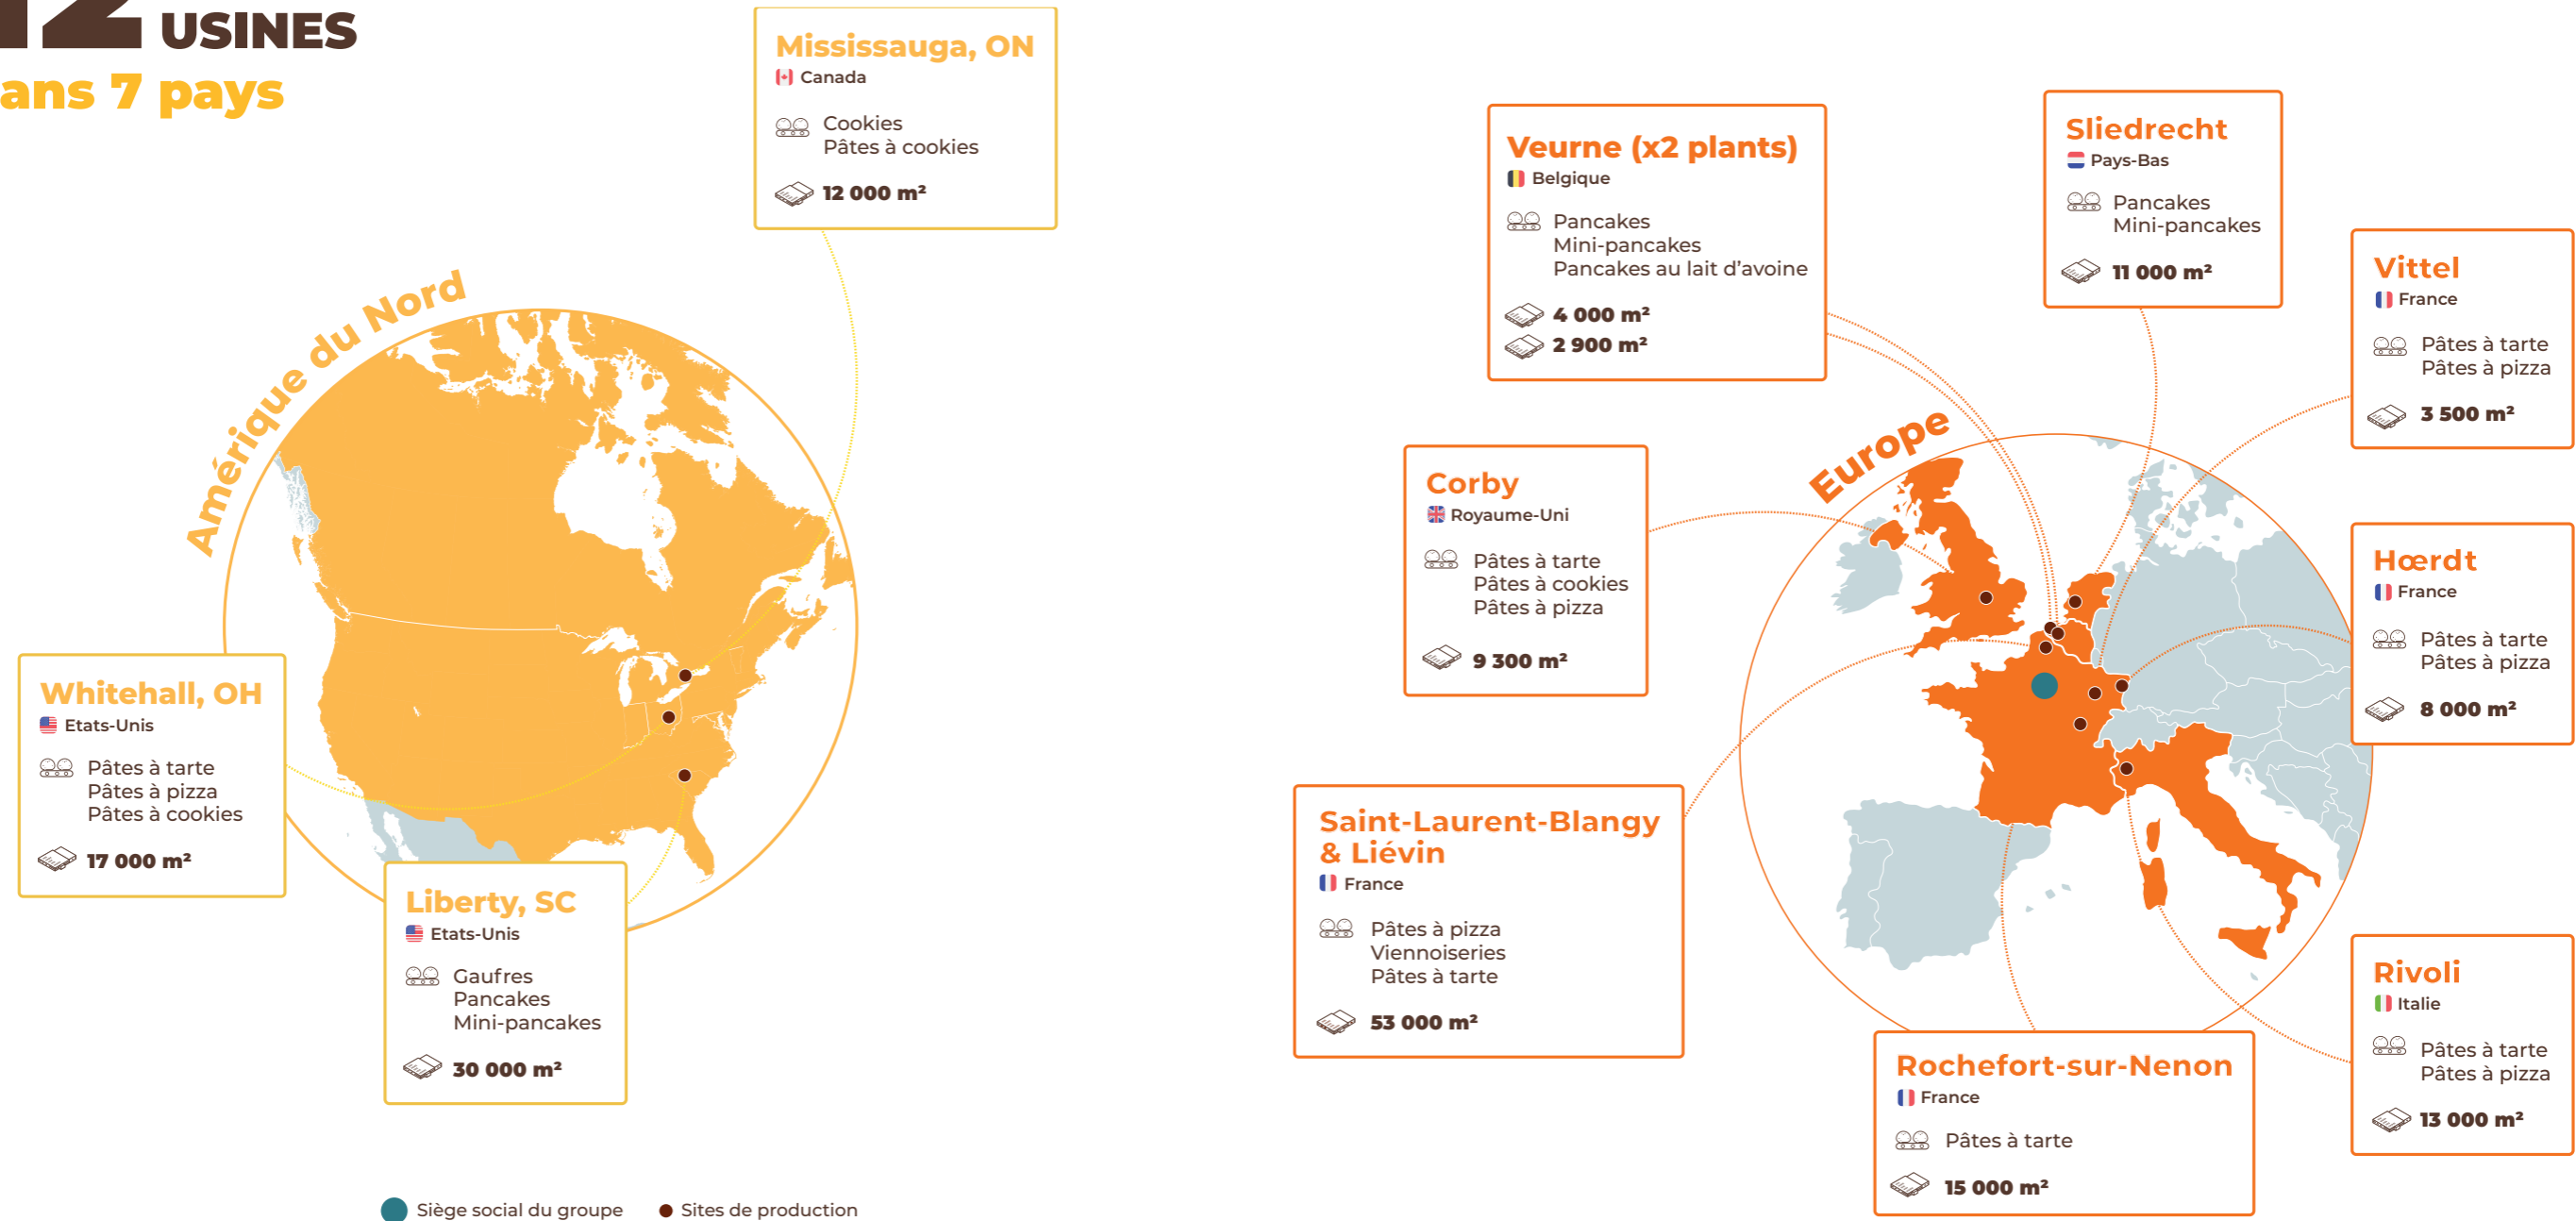 12 USINES
ans 7 pays
Mississauga, ON
Canada
Cookies
Pâtes à cookies
12 000 m²
Amérique du Nord
Whitehall, OH
Etats-Unis
Pâtes à tarte
Pâtes à pizza
Pâtes à cookies
17 000 m²
Liberty, SC
Etats-Unis
Gaufres
Pancakes
Mini-pancakes
30 000 m²
Siège social du groupe
Sites de production
Veurne (x2 plants)
Belgique
Pancakes
Mini-pancakes
Pancakes au lait d’avoine
4 000 m²
2 900 m²
Sliedrecht
Pays-Bas
Pancakes
Mini-pancakes
11 000 m²
Vittel
France
Pâtes à tarte
Pâtes à pizza
3 500 m²
Europe
Corby
Royaume-Uni
Pâtes à tarte
Pâtes à cookies
Pâtes à pizza
9 300 m²
Hœrdt
France
Pâtes à tarte
Pâtes à pizza
8 000 m²
Saint-Laurent-Blangy
& Liévin
France
Pâtes à pizza
Viennoiseries
Pâtes à tarte
53 000 m²
Rochefort-sur-Nenon
France
Pâtes à tarte
15 000 m²
Rivoli
Italie
Pâtes à tarte
Pâtes à pizza
13 000 m²